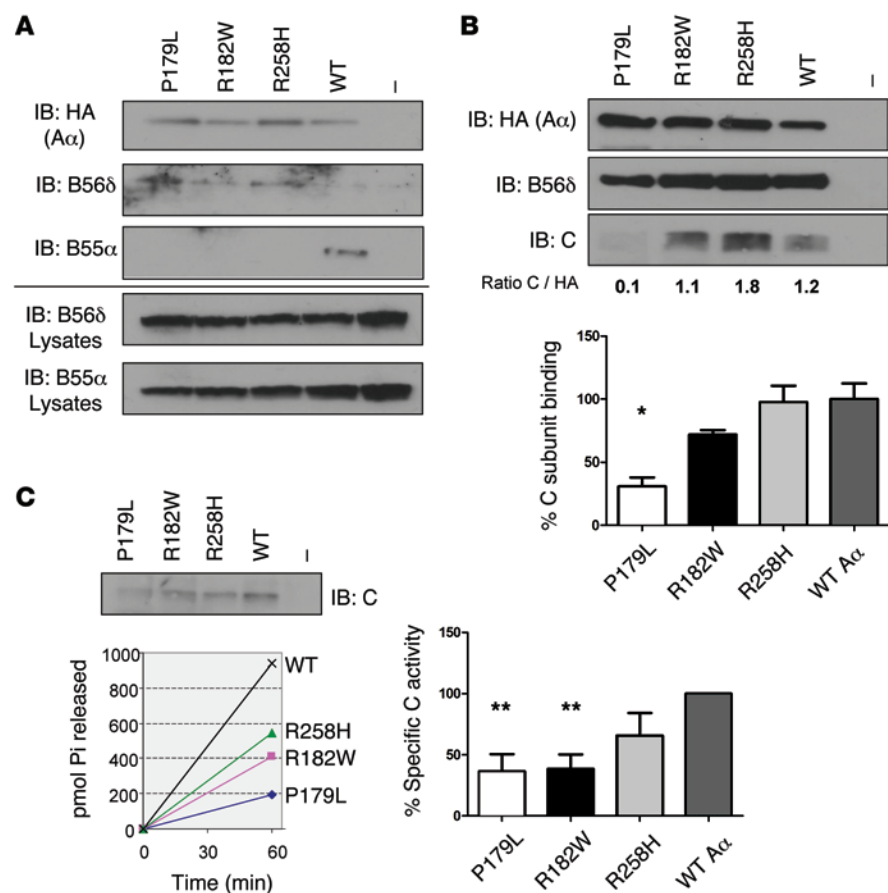 A
P179L R182W R258H WT –
IB: HA
(Aα)
IB: B56δ
IB: B55α
IB: B56δ
Lysates
IB: B55α
Lysates
B
P179L R182W R258H WT –
IB: HA (Aα)
IB: B56δ
IB: C
Ratio C / HA 0.1 1.1 1.8 1.2
% C subunit binding
150
100
50
0
*
P179L R182W R258H WT Aα
C
P179L R182W R258H WT –
IB: C
pmol Pi released
1000
800
600
400
200
0
WT
R258H
R182W
P179L
0 30 60
Time (min)
% Specific C activity
150
100
50
0
** **
P179L R182W R258H WT Aα